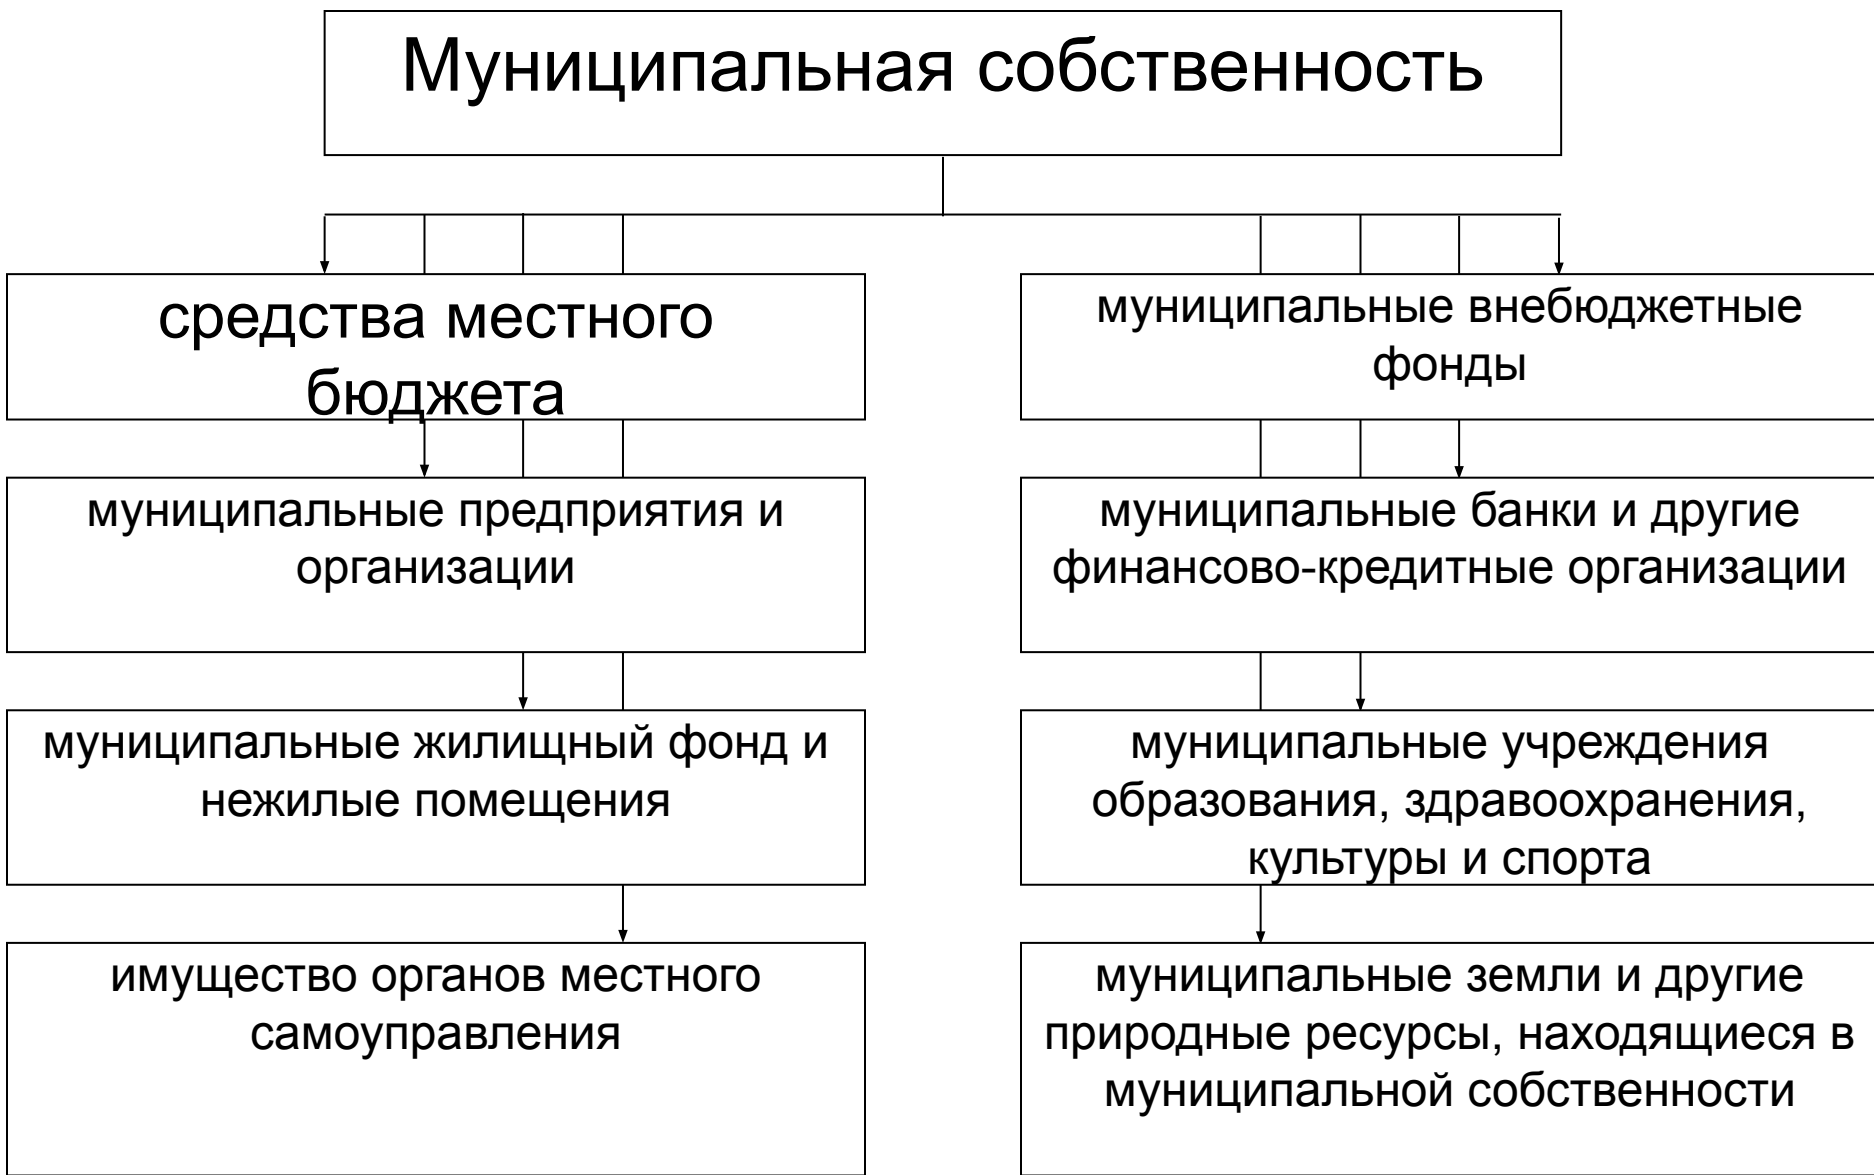 Муниципальная собственность
средства местного
бюджета
муниципальные внебюджетные
фонды
муниципальные предприятия и
организации
муниципальные банки и другие
финансово-кредитные организации
муниципальные жилищный фонд и
нежилые помещения
муниципальные учреждения
образования, здравоохранения,
культуры и спорта
имущество органов местного
самоуправления
муниципальные земли и другие
природные ресурсы, находящиеся в
муниципальной собственности